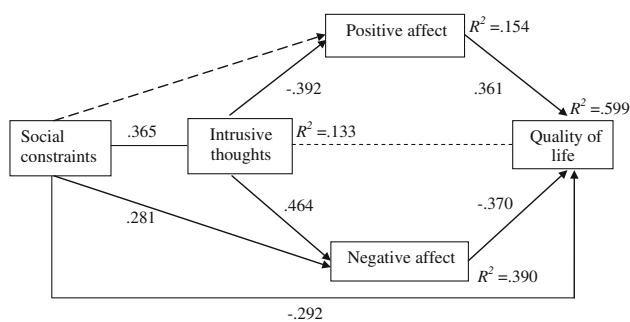 Positive affect
R² =.154
-.392
.361
R² =.599
Social
constraints
.365
Intrusive
thoughts
R² =.133
Quality of
life
.281
.464
-.370
Negative affect
R² =.390
-.292